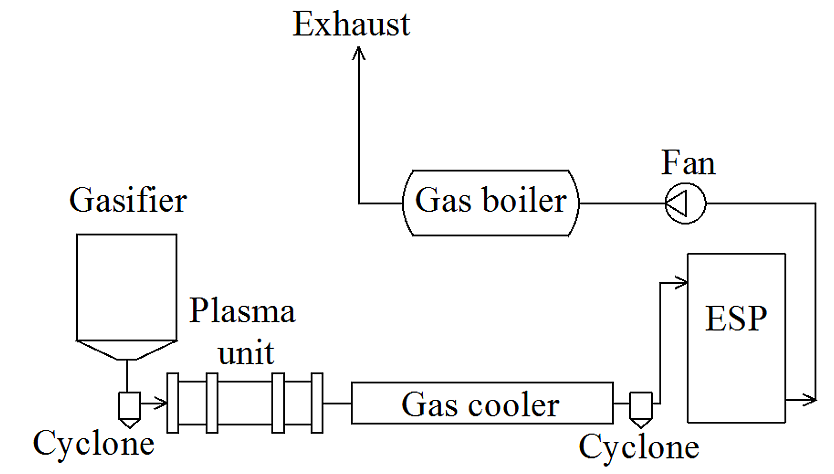 Exhaust
Fan
Gas boiler
Gasifier
Plasma
unit
ESP
Gas cooler
Cyclone
Cyclone